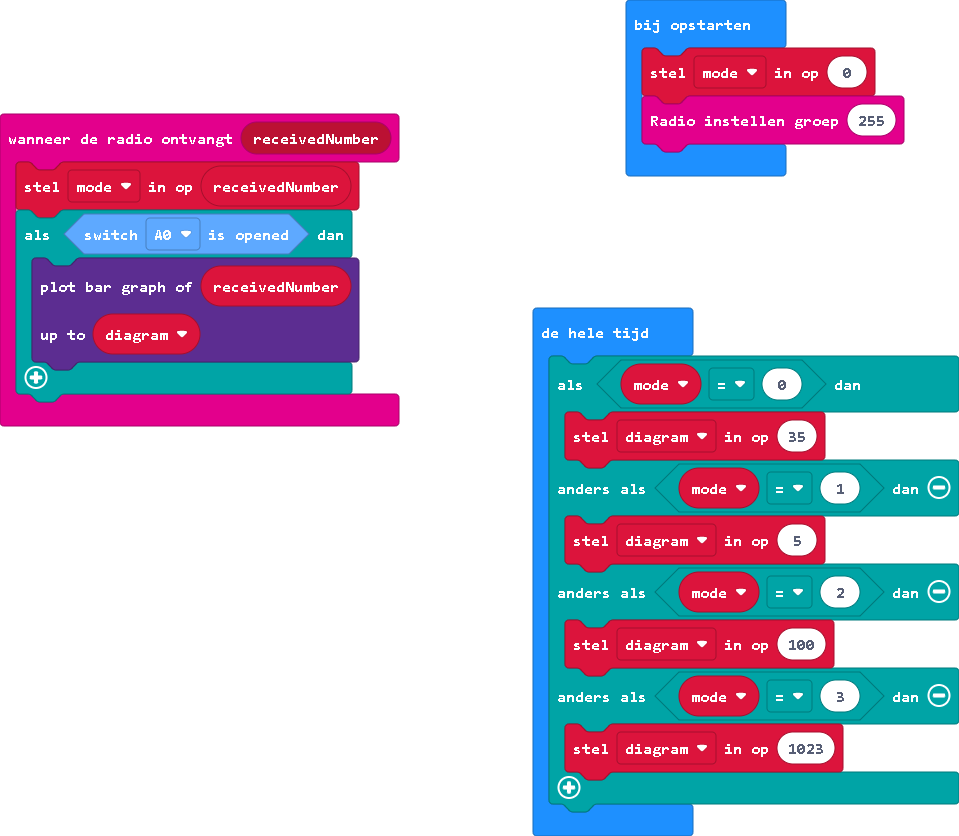 bij opstarten
stel mode in op 0
Radio instellen groep 255
wanneer de radio ontvangt receivedNumber
stel mode in op receivedNumber
als switch A0 is opened dan
plot bar graph of receivedNumber
up to diagram
de hele tijd
als mode = 0 dan
stel diagram in op 35
anders als mode = 1 dan
stel diagram in op 5
anders als mode = 2 dan
stel diagram in op 100
anders als mode = 3 dan
stel diagram in op 1023